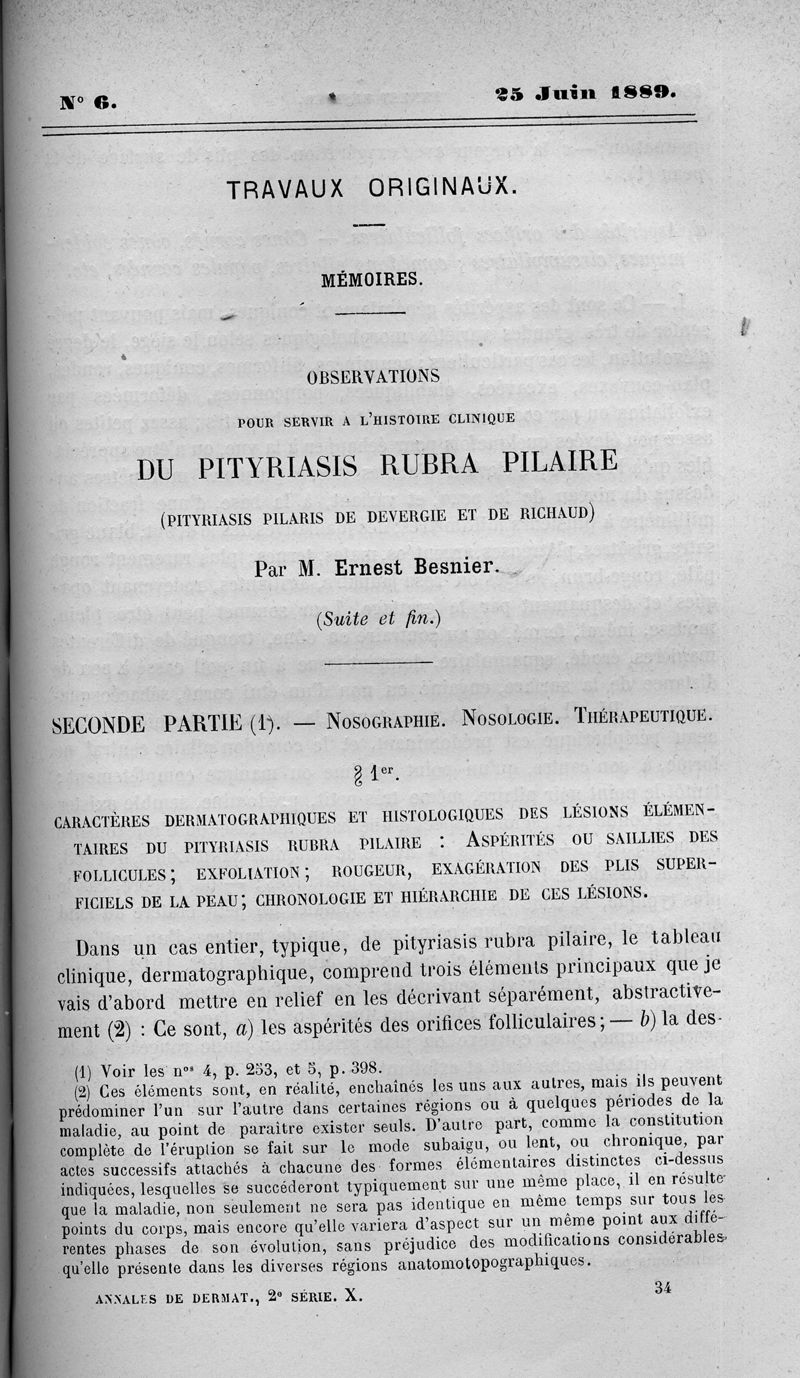 N° 6.
25 Juin 1889.
TRAVAUX ORIGINAUX.
MÉMOIRES.
OBSERVATIONS
POUR SERVIR A L'HISTOIRE CLINIQUE
DU PITYRIASIS RUBRA PILAIRE
(PITYRIASIS PILARIS DE DEVERGIE ET DE RICHAUD)
Par M. Ernest Besnier.
(Suite et fin.)
SECONDE PARTIE (1). — NOSOGRAPHIE. NOSOLOGIE. THÉRAPEUTIQUE.
§ 1er.
CARACTÈRES DERMATOGRAPHIQUES ET HISTOLOGIQUES DES LÉSIONS ÉLÉMEN-
TAIRES DU PITYRIASIS RUBRA PILAIRE : ASPÉRITÉS OU SAILLIES DES
FOLLICULES; EXFOLIATION; ROUGEUR, EXAGÉRATION DES PLIS SUPER-
FICIELS DE LA PEAU; CHRONOLOGIE ET HIÉRARCHIE DE CES LÉSIONS.
Dans un cas entier, typique, de pityriasis rubra pilaire, le tableau
clinique, dermatographique, comprend trois éléments principaux que je
vais d'abord mettre en relief en les décrivant séparément, abstractive-
ment (2) : Ce sont, a) les aspérités des orifices folliculaires; — b) la des-
(1) Voir les nos 4, p. 253, et 5, p. 398.
(2) Ces éléments sont, en réalité, enchaînés les uns aux autres, mais ils peuvent
prédominer l'un sur l'autre dans certaines régions ou à quelques périodes de la
maladie, au point de paraître exister seuls. D'autre part, comme la constitution
complète de l'éruption se fait sur le mode subaigu, ou lent, ou chronique, par
actes successifs attachés à chacune des formes élémentaires distinctes ci-dessus
indiquées, lesquelles se succéderont typiquement sur une même place, il en résulte
que la maladie, non seulement ne sera pas identique en même temps sur tous les
points du corps, mais encore qu'elle variera d'aspect sur un même point aux diffé-
rentes phases de son évolution, sans préjudice des modifications considérables
qu'elle présente dans les diverses régions anatomotopographiques.
ANNALES DE DERMAT., 2e SÉRIE. X.
34